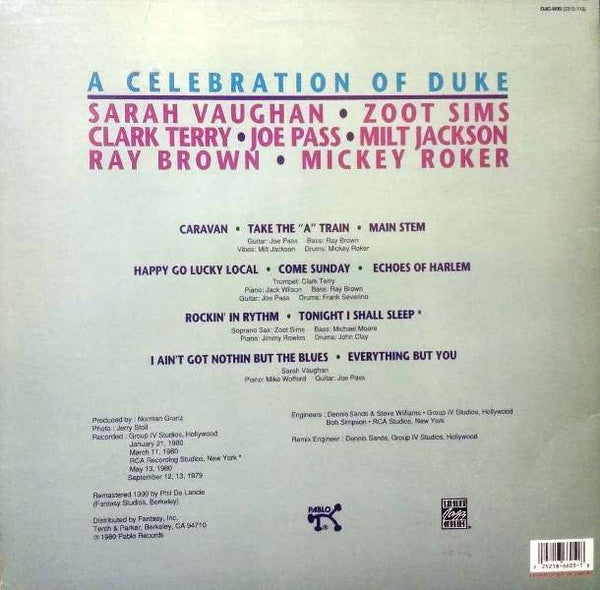 OJC-605 (2312-119)
A CELEBRATION OF DUKE
SARAH VAUGHAN • ZOOT SIMS
CLARK TERRY • JOE PASS • MILT JACKSON
RAY BROWN • MICKEY ROKER
CARAVAN • TAKE THE "A" TRAIN • MAIN STEM
Guitar: Joe Pass Bass: Ray Brown
Vibes: Milt Jackson Drums: Mickey Roker
HAPPY GO LUCKY LOCAL • COME SUNDAY • ECHOES OF HARLEM
Trumpet: Clark Terry
Piano: Jack Wilson Bass: Ray Brown
Guitar: Joe Pass Drums: Frank Severino
ROCKIN' IN RYTHM • TONIGHT I SHALL SLEEP *
Soprano Sax: Zoot Sims Bass: Michael Moore
Piano: Jimmy Rowles Drums: John Clay
I AIN'T GOT NOTHIN BUT THE BLUES • EVERYTHING BUT YOU
Sarah Vaughan
Piano: Mike Wofford Guitar: Joe Pass
Produced by : Norman Granz
Photo : Jerry Stoll
Recorded : Group IV Studios, Hollywood
January 21, 1980
March 11, 1980
RCA Recording Studios, New York *
May 13, 1980
September 12, 13, 1979
Remastered 1990 by Phil De Lancie
(Fantasy Studios, Berkeley)
Distributed by Fantasy, Inc.
Tenth & Parker, Berkeley, CA 94710
℗ 1980 Pablo Records
Engineers : Dennis Sands & Steve Williams • Group IV Studios, Hollywood
Bob Simpson • RCA Studios, New York
Remix Engineer : Dennis Sands, Group IV Studios, Hollywood
PABLO
ORIGINAL
Jazz
CLASSICS